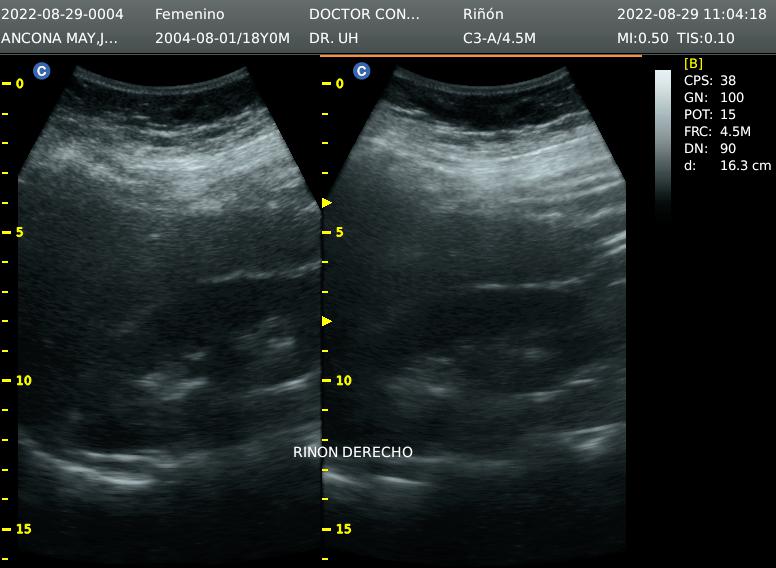 2022-08-29-0004 Femenino DOCTOR CON... Riñón 2022-08-29 11:04:18
ANCONA MAY,J... 2004-08-01/18Y0M DR. UH C3-A/4.5M MI:0.50 TIS:0.10
C C
[B]
0 0
CPS: 38
GN: 100
POT: 15
FRC: 4.5M
DN: 90
d: 16.3 cm
5 5
10 10
RINON DERECHO
15 15